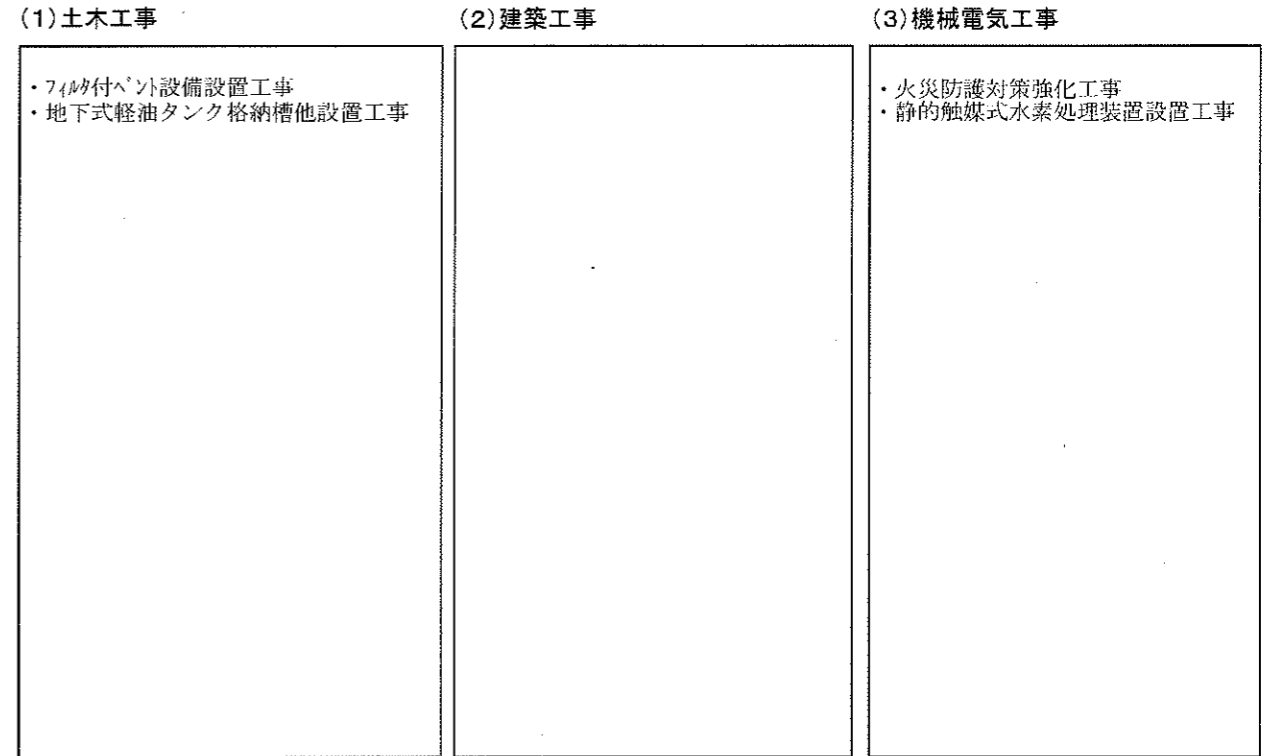 (1)土木工事
・ﾌｨﾙﾀ付ﾍﾞﾝﾄ設備設置工事
・地下式軽油タンク格納槽他設置工事
(2)建築工事
(3)機械電気工事
・火災防護対策強化工事
・静的触媒式水素処理装置設置工事